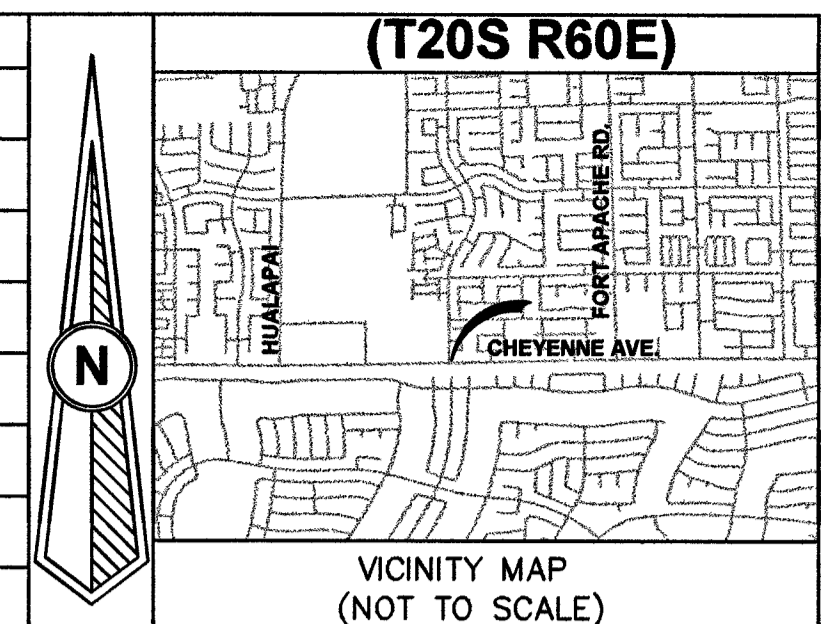 (T20S R60E)
FORT APACHE RD.
HUALAPAI
CHEYENNE AVE.
N
VICINITY MAP
(NOT TO SCALE)